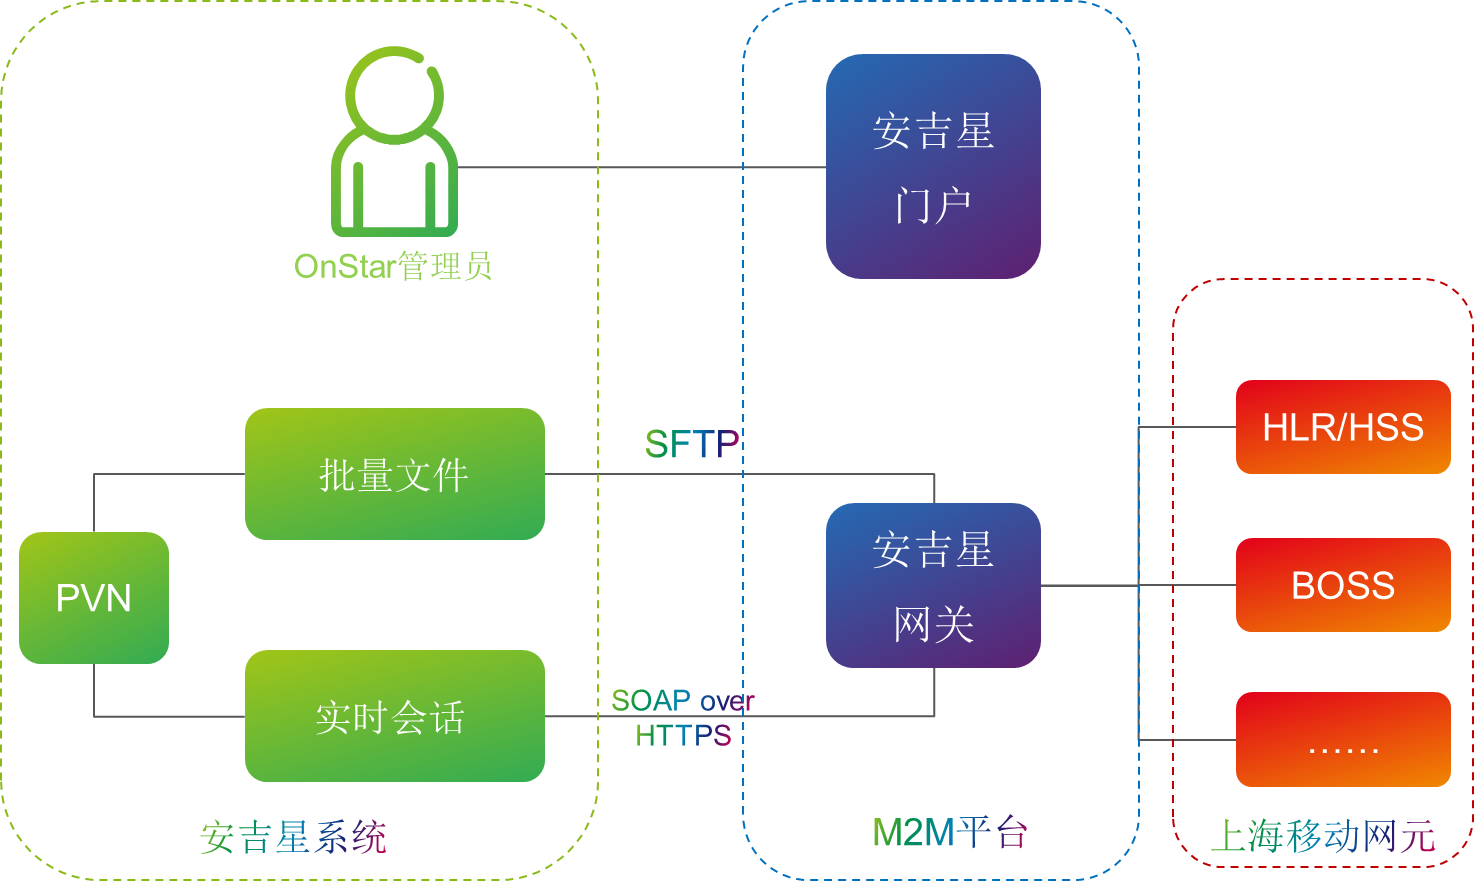 安吉星
门户
OnStar管理员
HLR/HSS
SFTP
批量文件
安吉星
网关
PVN
BOSS
实时会话
SOAP over
HTTPS
......
安吉星系统
M2M平台
上海移动网元